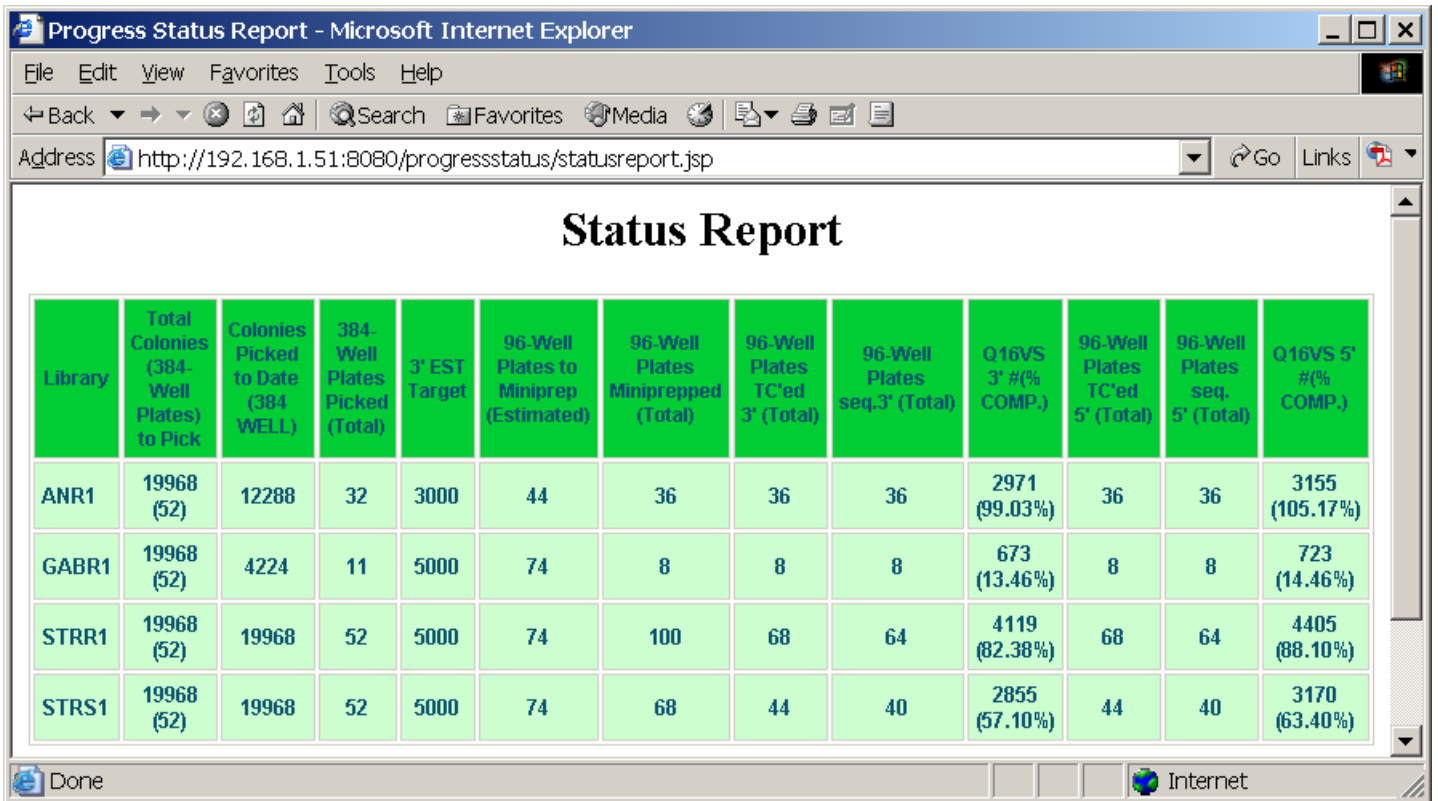 Progress Status Report - Microsoft Internet Explorer
File Edit View Favorites Tools Help
Back Search Favorites Media
Address http://192.168.1.51:8080/progressstatus/statusreport.jsp Go Links
Status Report
Library
Total
Colonies
(384-
Well
Plates)
to Pick
Colonies
Picked
to Date
(384
WELL)
384-
Well
Plates
Picked
(Total)
3' EST
Target
96-Well
Plates to
Miniprep
(Estimated)
96-Well
Plates
Miniprepped
(Total)
96-Well
Plates
TC'ed
3' (Total)
96-Well
Plates
seq.3' (Total)
Q16VS
3' #(%
COMP.)
96-Well
Plates
TC'ed
5' (Total)
96-Well
Plates
seq.
5' (Total)
Q16VS 5'
#(%
COMP.)
ANR1 19968 (52) 12288 32 3000 44 36 36 36 2971 (99.03%) 36 36 3155 (105.17%)
GABR1 19968 (52) 4224 11 5000 74 8 8 8 673 (13.46%) 8 8 723 (14.46%)
STRR1 19968 (52) 19968 52 5000 74 100 68 64 4119 (82.38%) 68 64 4405 (88.10%)
STRS1 19968 (52) 19968 52 5000 74 68 44 40 2855 (57.10%) 44 40 3170 (63.40%)
Done Internet